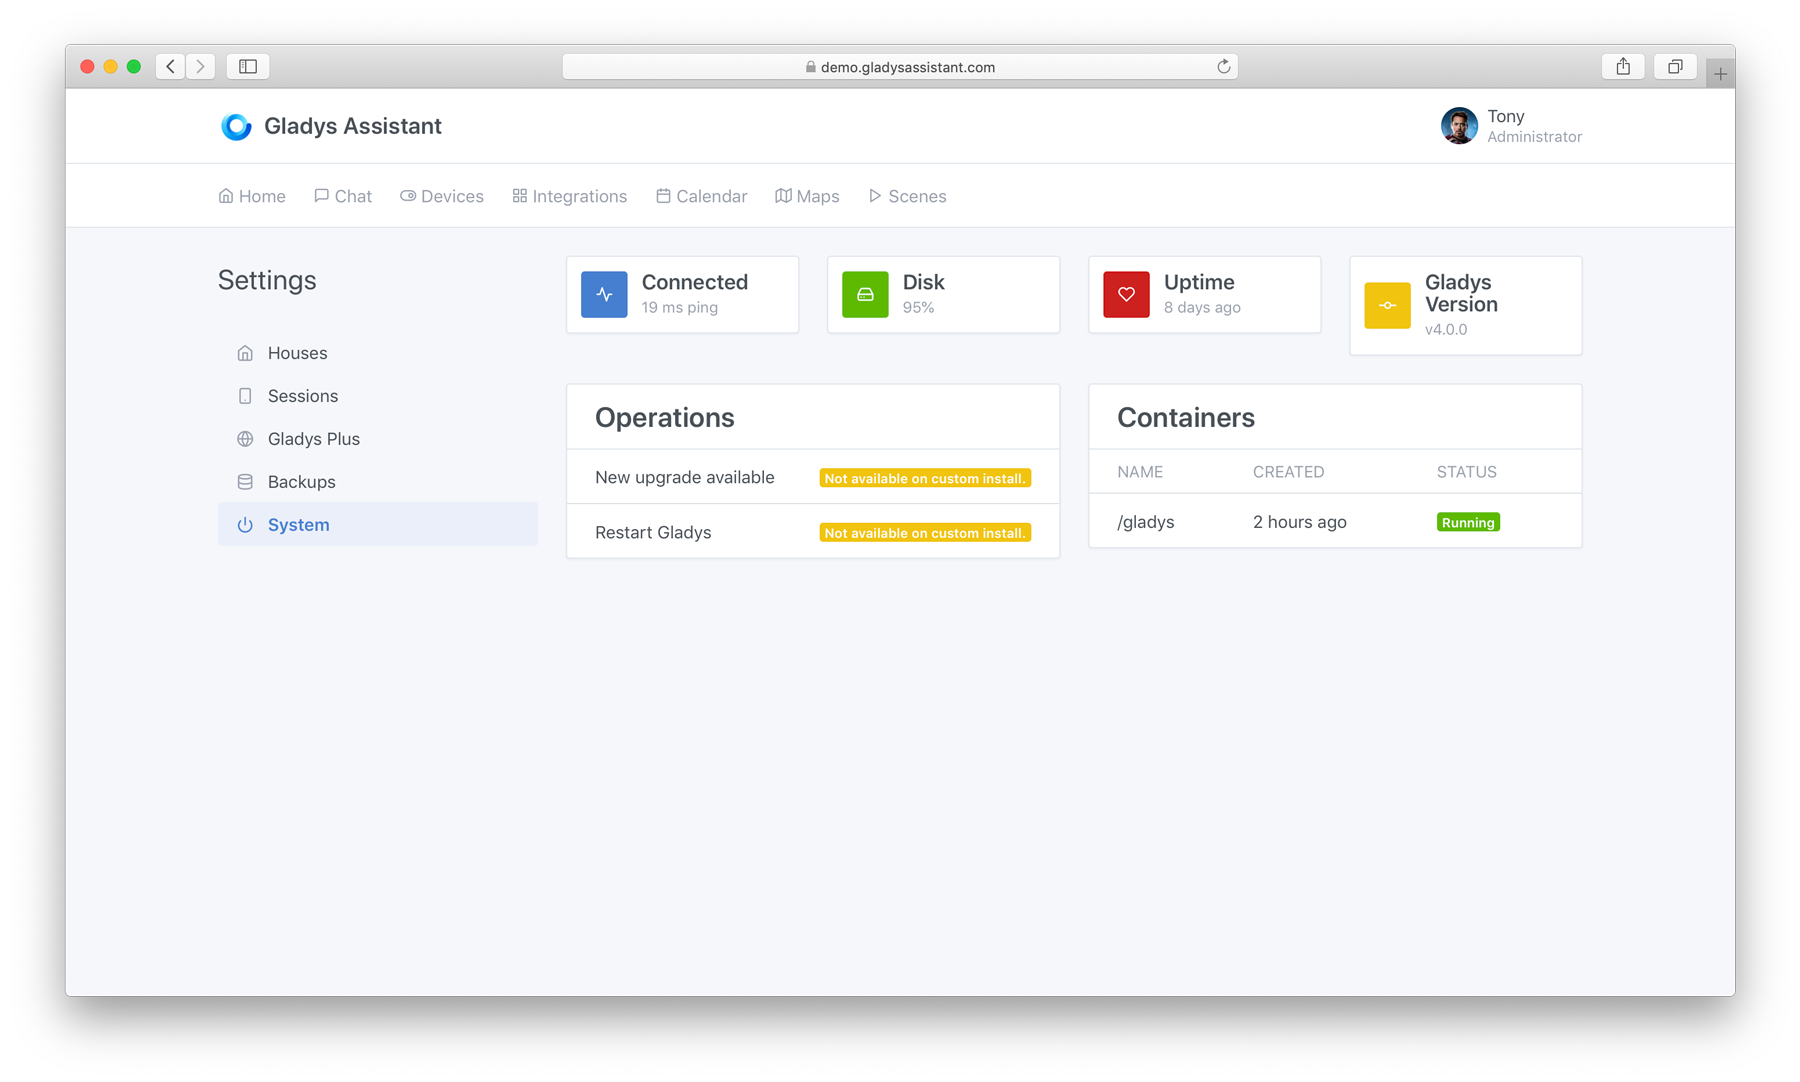 demo.gladysassistant.com
Gladys Assistant
Tony
Administrator
Home Chat Devices Integrations Calendar Maps Scenes
Settings
Houses
Sessions
Gladys Plus
Backups
System
Connected
19 ms ping
Disk
95%
Uptime
8 days ago
Gladys
Version
v4.0.0
Operations
New upgrade available Not available on custom install.
Restart Gladys Not available on custom install.
Containers
NAME CREATED STATUS
/gladys 2 hours ago Running